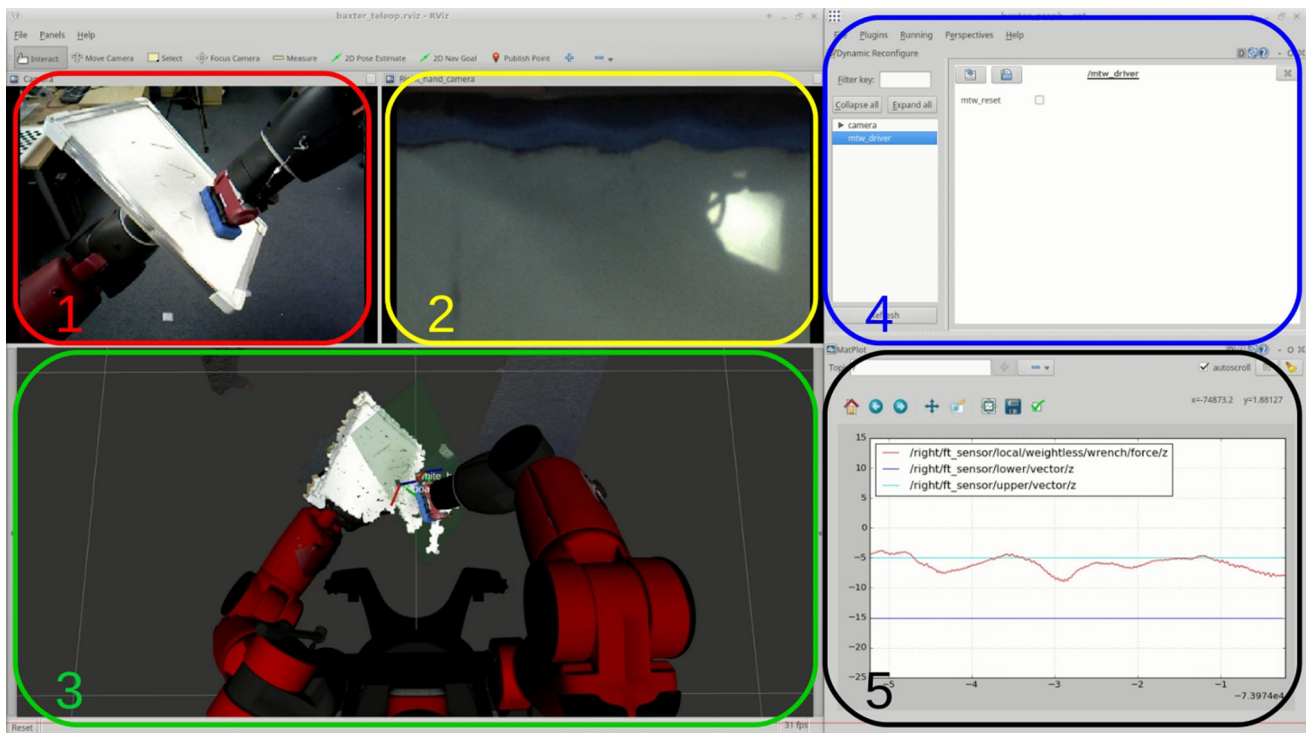 baxter_teleop.rviz - RViz
File Panels Help
Interact Move Camera Select Focus Camera Measure 2D Pose Estimate 2D Nav Goal Publish Point
Right_hand_camera
1
2
3
Reset
31 fps
Plugins Running Perspectives Help
Dynamic Reconfigure
Filter key:
Collapse all Expand all
camera
mtw_driver
/mtw_driver
mtw_reset
4
MatPlot
autoscroll
x=-74873.2 y=1.88127
15
10
5
0
−5
−10
−15
−20
−25
/right/ft_sensor/local/weightless/wrench/force/z
/right/ft_sensor/lower/vector/z
/right/ft_sensor/upper/vector/z
−5 −4 −3 −2 −1
5